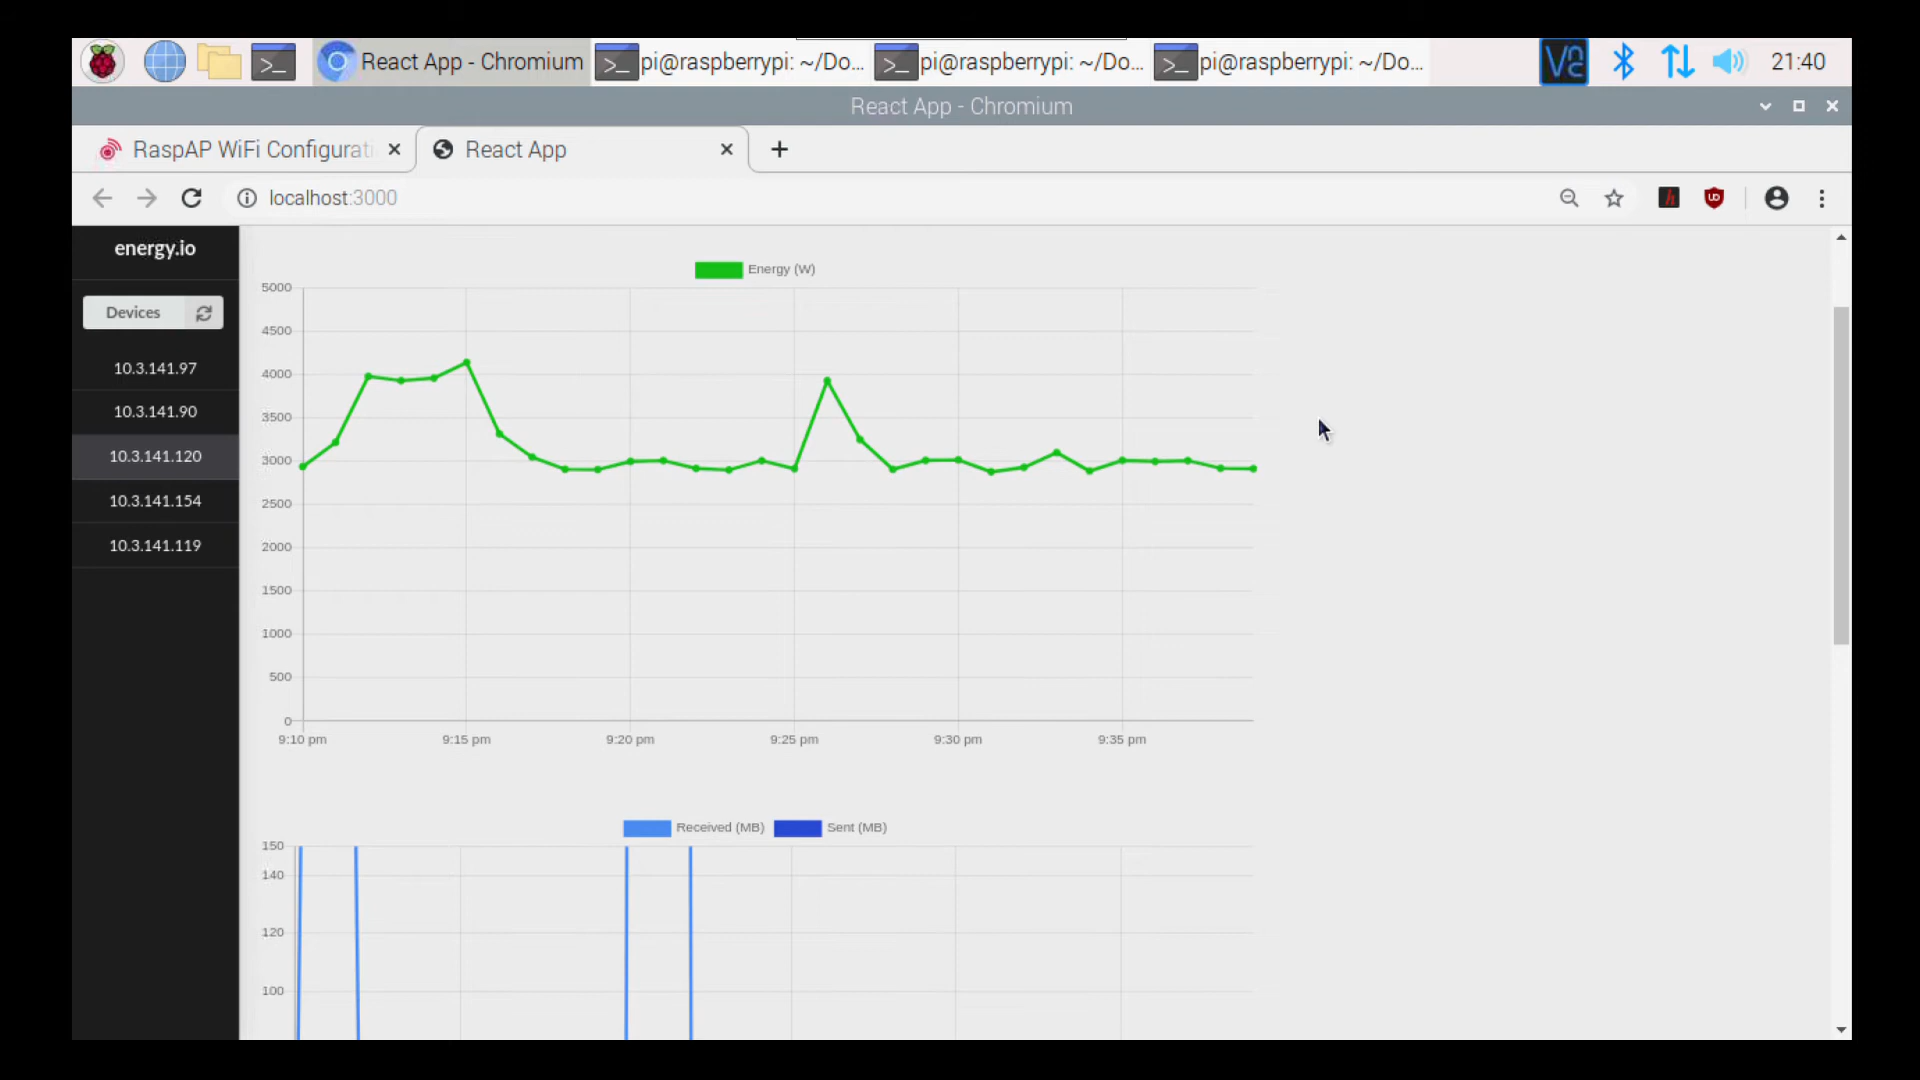 React App - Chromium
pi@raspberrypi: ~/Do...
pi@raspberrypi: ~/Do...
pi@raspberrypi: ~/Do...
21:40
React App - Chromium
RaspAP WiFi Configurati
React App
localhost:3000
energy.io
Devices
10.3.141.97
10.3.141.90
10.3.141.120
10.3.141.154
10.3.141.119
Energy (W)
5000
4500
4000
3500
3000
2500
2000
1500
1000
500
0
9:10 pm
9:15 pm
9:20 pm
9:25 pm
9:30 pm
9:35 pm
Received (MB)
Sent (MB)
150
140
120
100